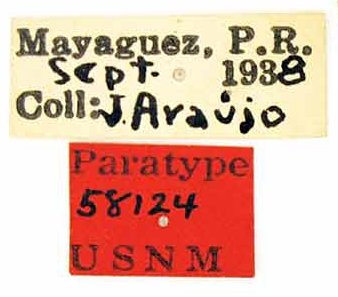 Mayaguez, P.R.
Sept. 1938
Coll: J. Araujo
Paratype
58124
USNM